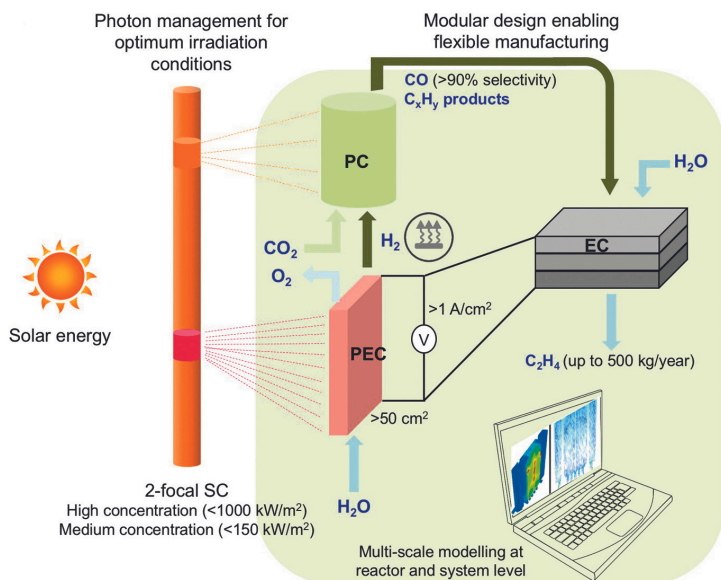 Photon management for
optimum irradiation
conditions
Modular design enabling
flexible manufacturing
CO (>90% selectivity)
CₓHᵧ products
PC
H₂O
CO₂
H₂
EC
O₂
>1 A/cm²
Solar energy
V
PEC
C₂H₄ (up to 500 kg/year)
>50 cm²
2-focal SC
High concentration (<1000 kW/m²)
Medium concentration (<150 kW/m²)
H₂O
Multi-scale modelling at
reactor and system level